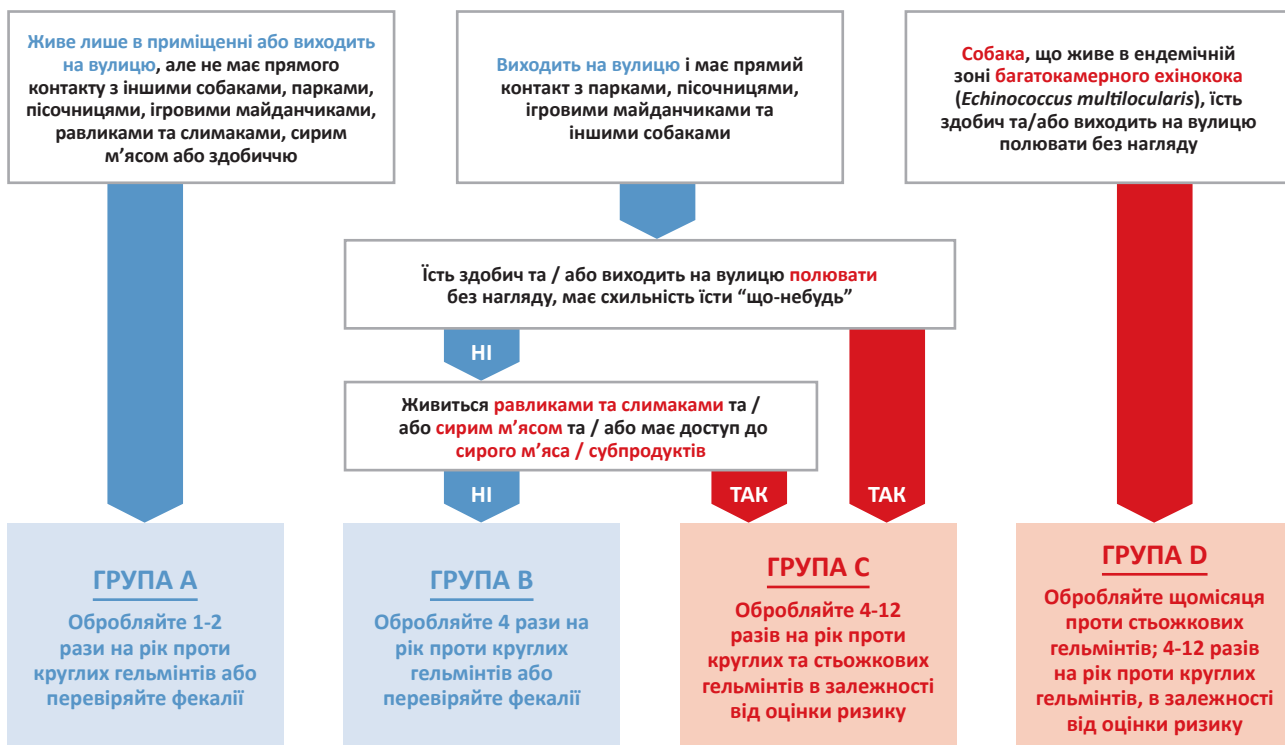 Живе лише в приміщенні або виходить
на вулицю, але не має прямого
контакту з іншими собаками, парками,
пісочницями, ігровими майданчиками,
равликами та слимаками, сирим
м’ясом або здобиччю
Виходить на вулицю і має прямий
контакт з парками, пісочницями,
ігровими майданчиками та
іншими собаками
Собака, що живе в ендемічній
зоні багатокамерного ехінокока
(Echinococcus multilocularis), їсть
здобич та/або виходить на вулицю
полювати без нагляду
Їсть здобич та / або виходить на вулицю полювати
без нагляду, має схильність їсти “що-небудь”
НІ
Живиться равликами та слимаками та /
або сирим м’ясом та / або має доступ до
сирого м’яса / субпродуктів
НІ
ТАК
ТАК
ГРУПА A
Обробляйте 1-2
рази на рік проти
круглих гельмінтів або
перевіряйте фекалії
ГРУПА B
Обробляйте 4 рази на
рік проти круглих
гельмінтів або
перевіряйте фекалії
ГРУПА C
Обробляйте 4-12
разів на рік проти
круглих та стьожкових
гельмінтів в залежності
від оцінки ризику
ГРУПА D
Обробляйте щомісяця
проти стьожкових
гельмінтів; 4-12 разів
на рік проти круглих
гельмінтів, в залежності
від оцінки ризику